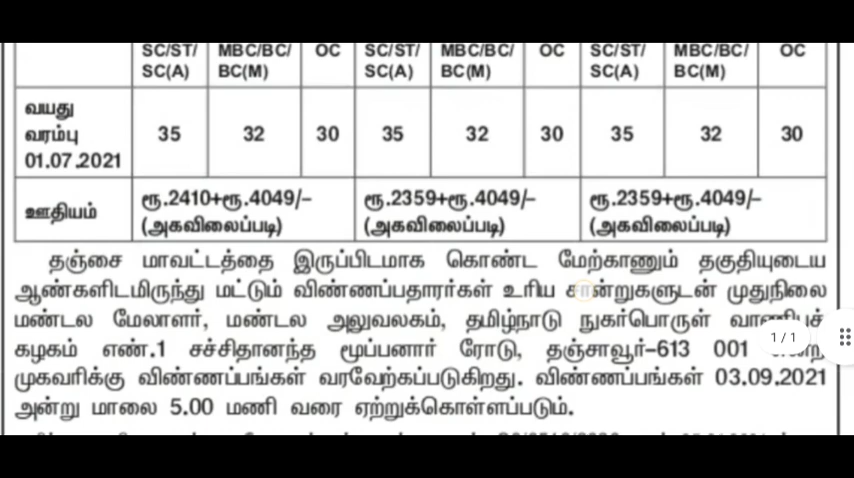 SC/ST/ MBC/BC/ OC SC/ST/ MBC/BC/ OC SC/ST/ MBC/BC/ OC
SC(A) BC(M) SC(A) BC(M) SC(A) BC(M)
வயது
வரம்பு 35 32 30 35 32 30 35 32 30
01.07.2021
ஊதியம் ரூ.2410+ரூ.4049/– ரூ.2359+ரூ.4049/– ரூ.2359+ரூ.4049/–
(அகவிலைப்படி) (அகவிலைப்படி) (அகவிலைப்படி)
தஞ்சை மாவட்டத்தை இருப்பிடமாக கொண்ட மேற்காணும் தகுதியுடைய
ஆண்களிடமிருந்து மட்டும் விண்ணப்பதாரர்கள் உரிய சான்றுகளுடன் முதுநிலை
மண்டல மேலாளர், மண்டல அலுவலகம், தமிழ்நாடு நுகர்பொருள் வாணிபச்
கழகம் எண்.1 சச்சிதானந்த மூப்பனார் ரோடு, தஞ்சாவூர்–613 001
1/1
முகவரிக்கு விண்ணப்பங்கள் வரவேற்கப்படுகிறது. விண்ணப்பங்கள் 03.09.2021
அன்று மாலை 5.00 மணி வரை ஏற்றுக்கொள்ளப்படும்.